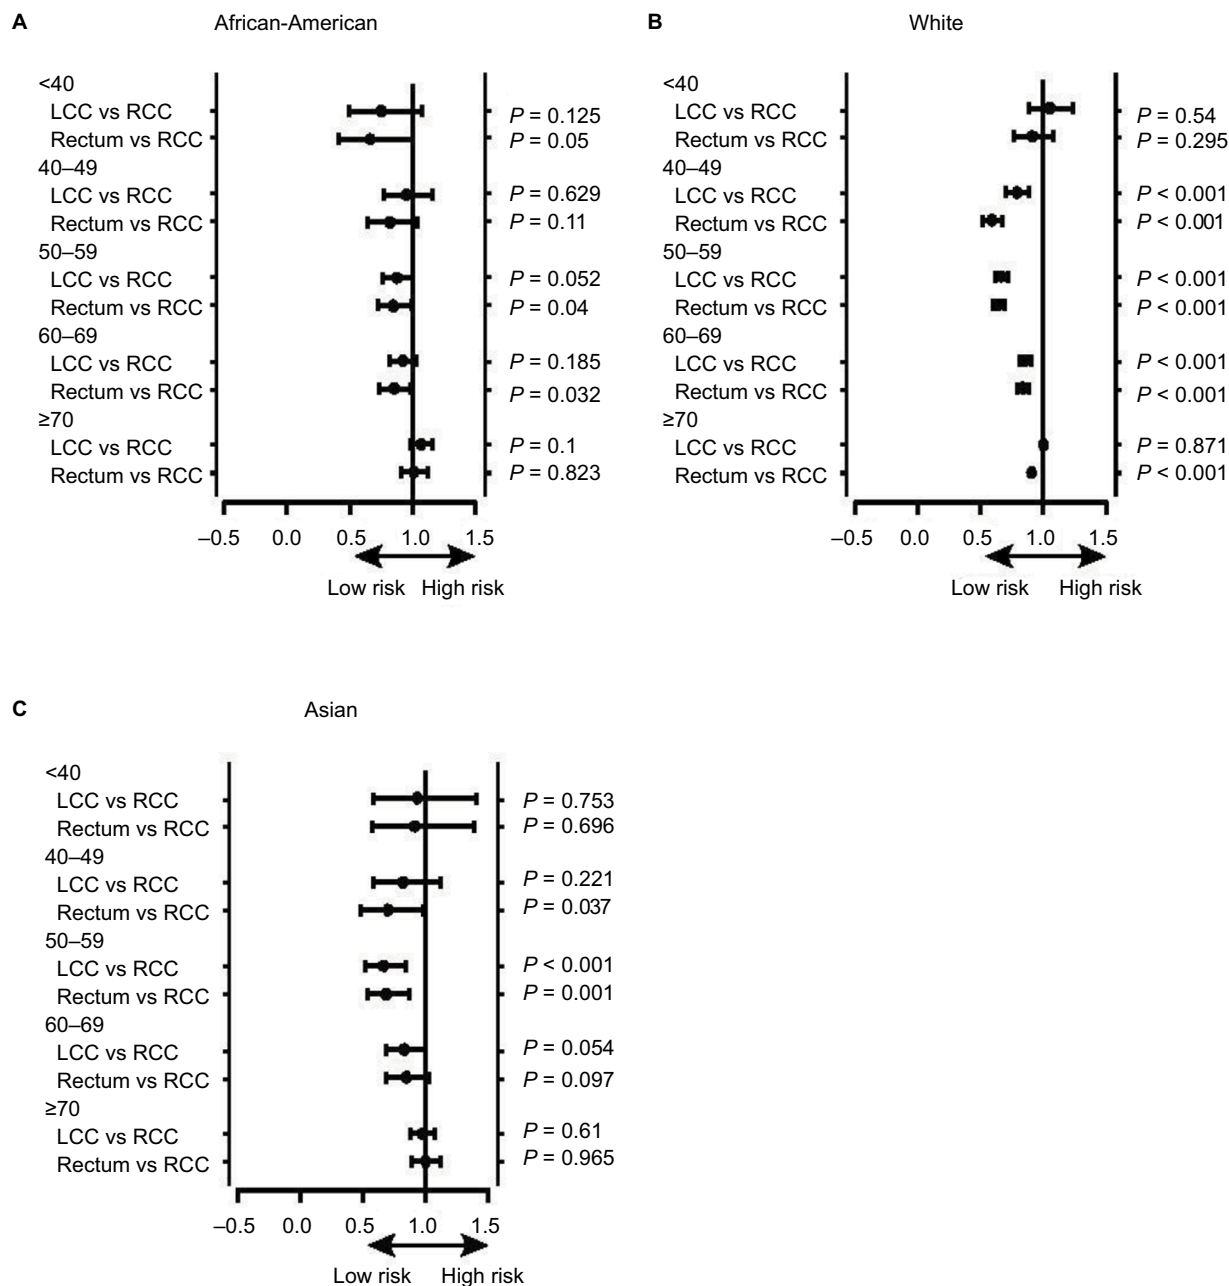 A African-American
<40
LCC vs RCC P = 0.125
Rectum vs RCC P = 0.05
40–49
LCC vs RCC P = 0.629
Rectum vs RCC P = 0.11
50–59
LCC vs RCC P = 0.052
Rectum vs RCC P = 0.04
60–69
LCC vs RCC P = 0.185
Rectum vs RCC P = 0.032
≥70
LCC vs RCC P = 0.1
Rectum vs RCC P = 0.823
–0.5 0.0 0.5 1.0 1.5
Low risk High risk
B White
<40
LCC vs RCC P = 0.54
Rectum vs RCC P = 0.295
40–49
LCC vs RCC P < 0.001
Rectum vs RCC P < 0.001
50–59
LCC vs RCC P < 0.001
Rectum vs RCC P < 0.001
60–69
LCC vs RCC P < 0.001
Rectum vs RCC P < 0.001
≥70
LCC vs RCC P = 0.871
Rectum vs RCC P < 0.001
–0.5 0.0 0.5 1.0 1.5
Low risk High risk
C Asian
<40
LCC vs RCC P = 0.753
Rectum vs RCC P = 0.696
40–49
LCC vs RCC P = 0.221
Rectum vs RCC P = 0.037
50–59
LCC vs RCC P < 0.001
Rectum vs RCC P = 0.001
60–69
LCC vs RCC P = 0.054
Rectum vs RCC P = 0.097
≥70
LCC vs RCC P = 0.61
Rectum vs RCC P = 0.965
–0.5 0.0 0.5 1.0 1.5
Low risk High risk